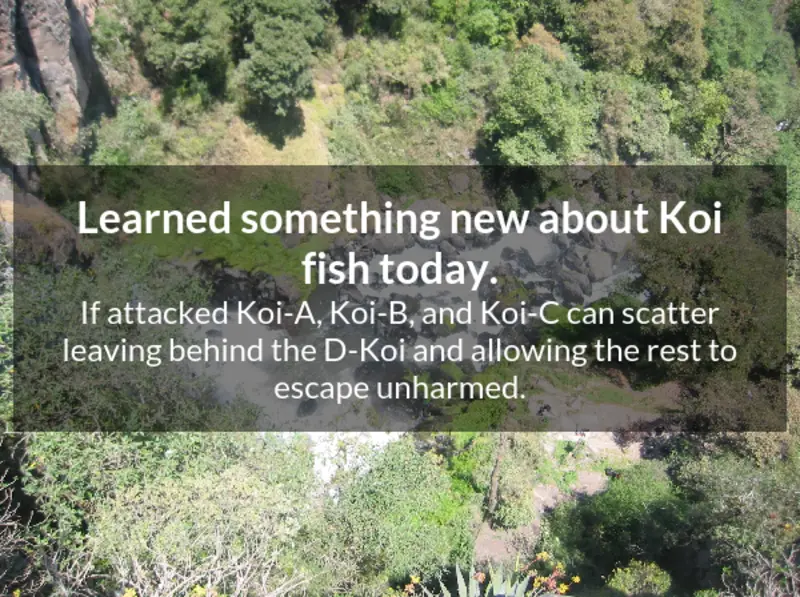 Learned something new about Koi
fish today.
If attacked Koi-A, Koi-B, and Koi-C can scatter
leaving behind the D-Koi and allowing the rest to
escape unharmed.